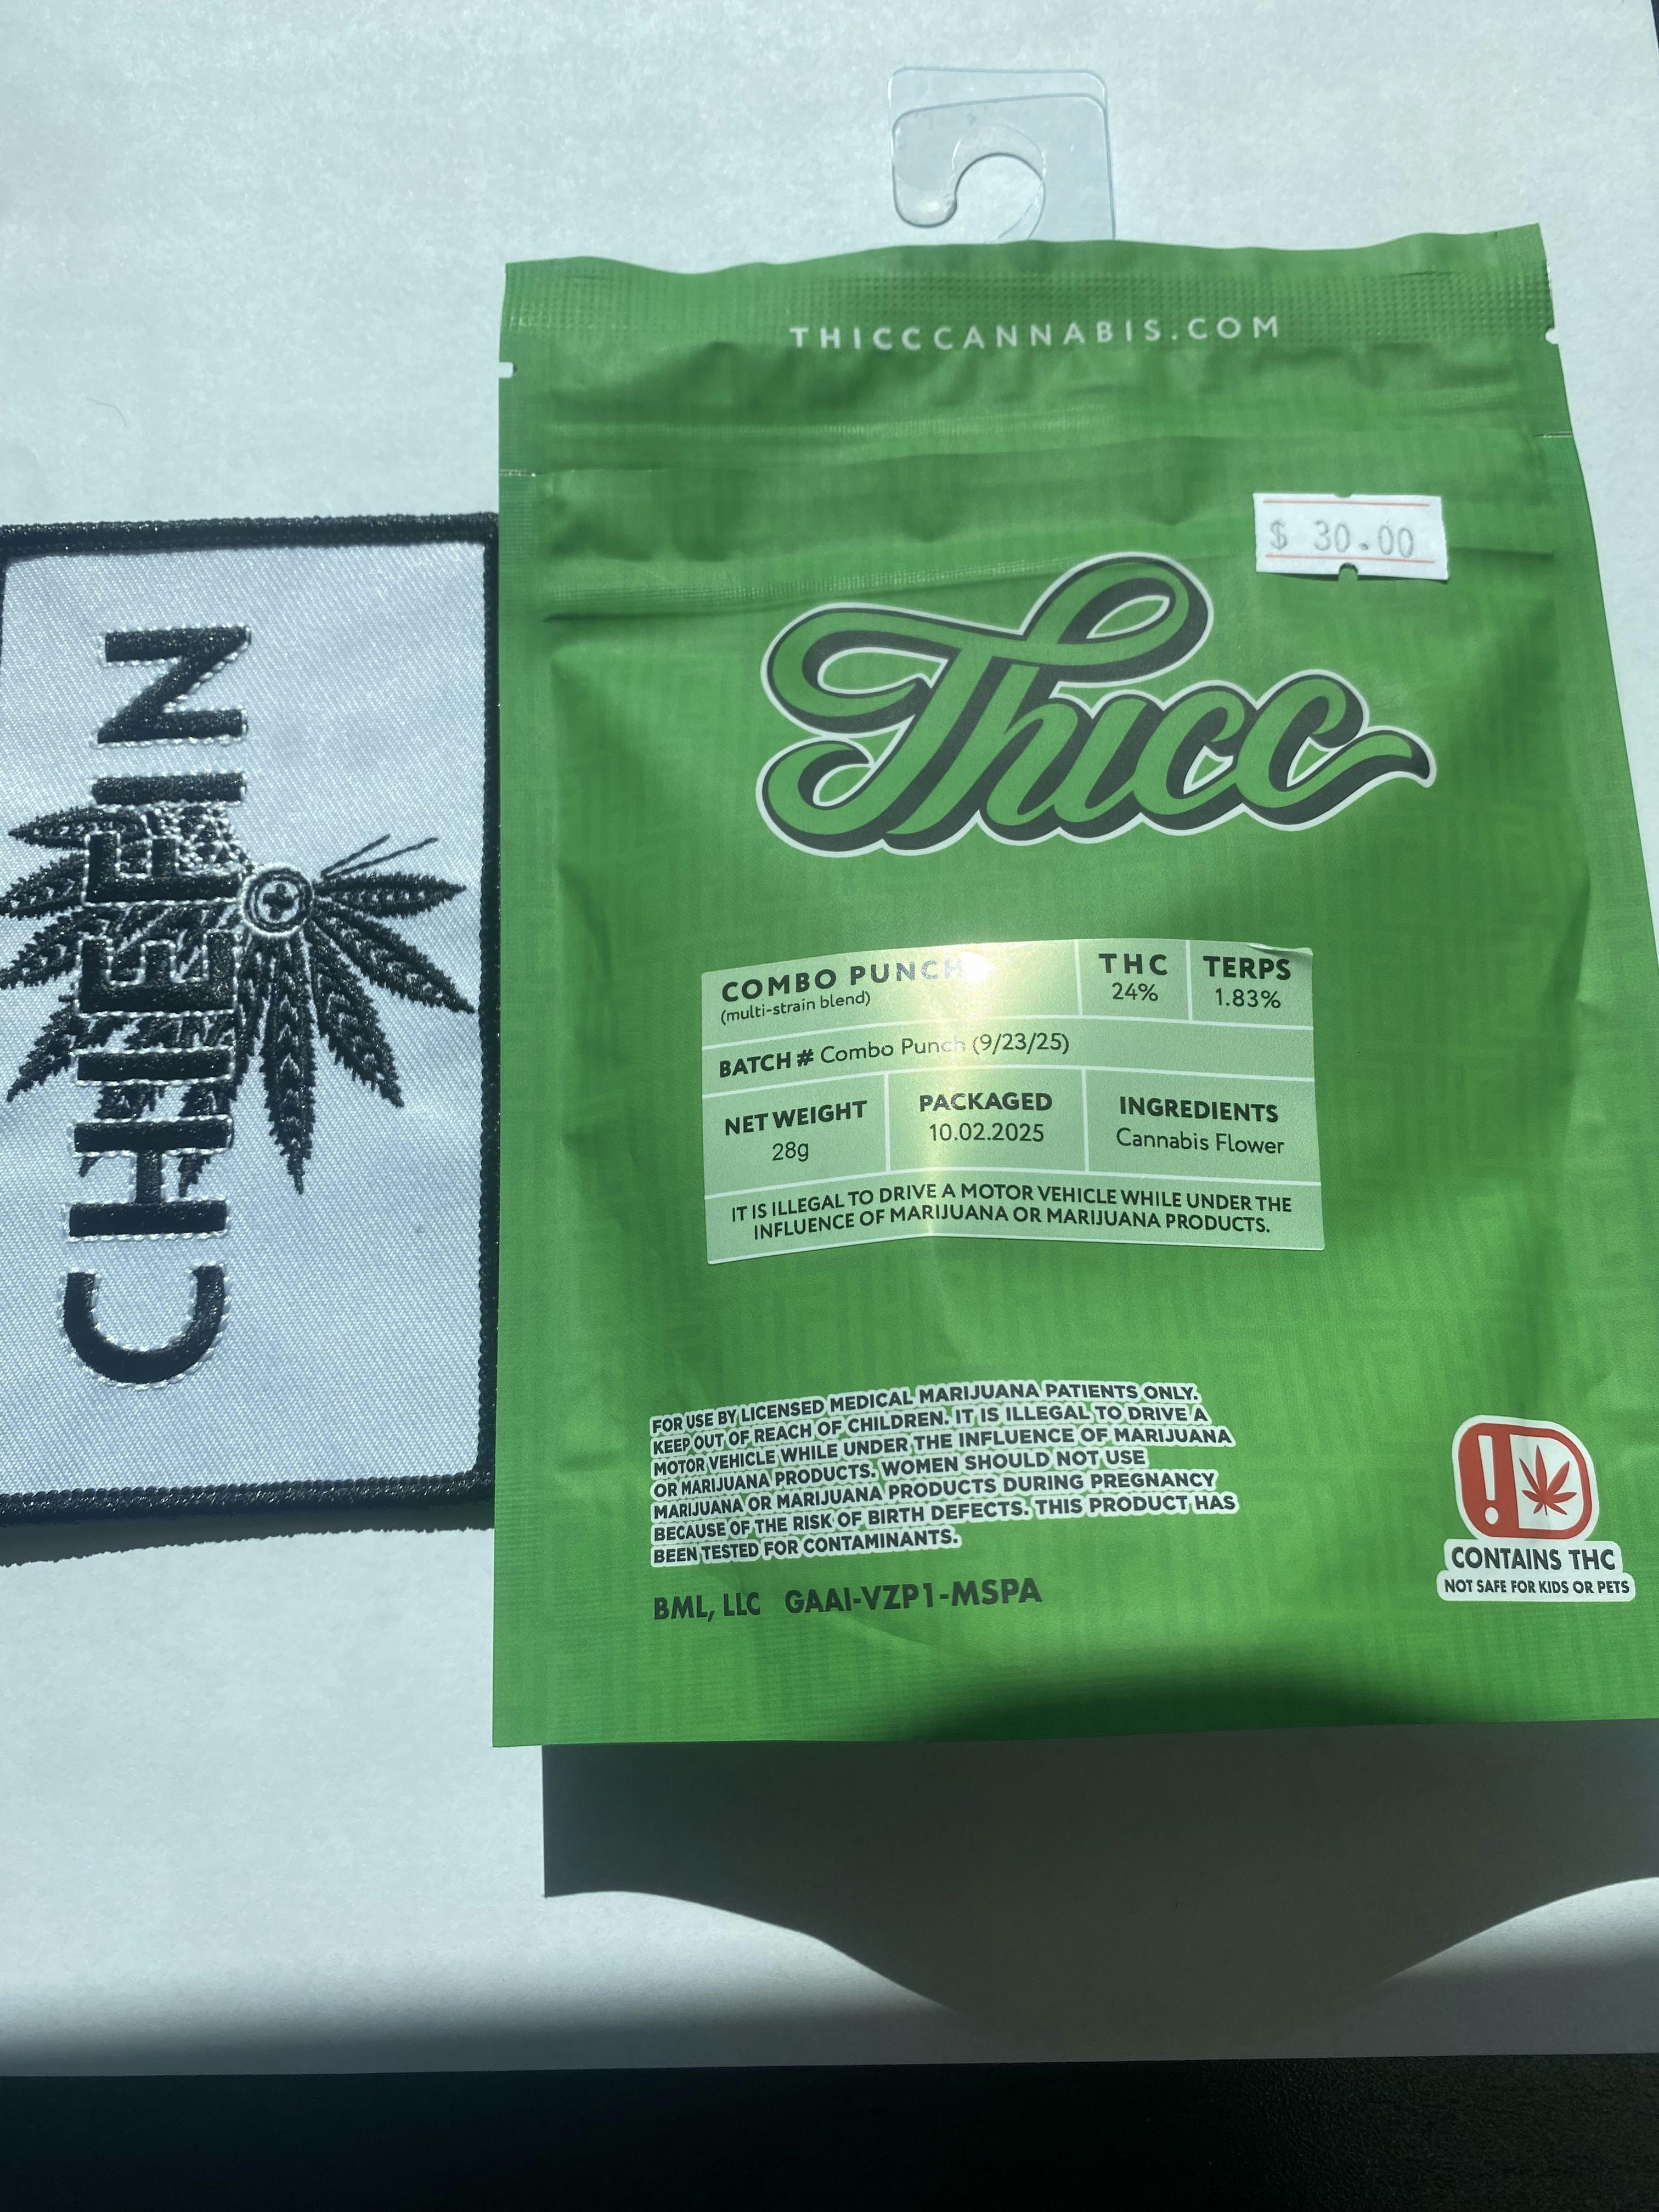 CHIEFIN
THICCCANNABIS.COM
$ 30.00
Thicc
COMBO PUNCH
(multi-strain blend)
THC
24%
TERPS
1.83%
BATCH # Combo Punch (9/23/25)
NET WEIGHT
28g
PACKAGED
10.02.2025
INGREDIENTS
Cannabis Flower
IT IS ILLEGAL TO DRIVE A MOTOR VEHICLE WHILE UNDER THE
INFLUENCE OF MARIJUANA OR MARIJUANA PRODUCTS.
FOR USE BY LICENSED MEDICAL MARIJUANA PATIENTS ONLY.
KEEP OUT OF REACH OF CHILDREN. IT IS ILLEGAL TO DRIVE A
MOTOR VEHICLE WHILE UNDER THE INFLUENCE OF MARIJUANA
OR MARIJUANA PRODUCTS. WOMEN SHOULD NOT USE
MARIJUANA OR MARIJUANA PRODUCTS DURING PREGNANCY
BECAUSE OF THE RISK OF BIRTH DEFECTS. THIS PRODUCT HAS
BEEN TESTED FOR CONTAMINANTS.
BML, LLC GAAI-VZP1-MSPA
CONTAINS THC
NOT SAFE FOR KIDS OR PETS